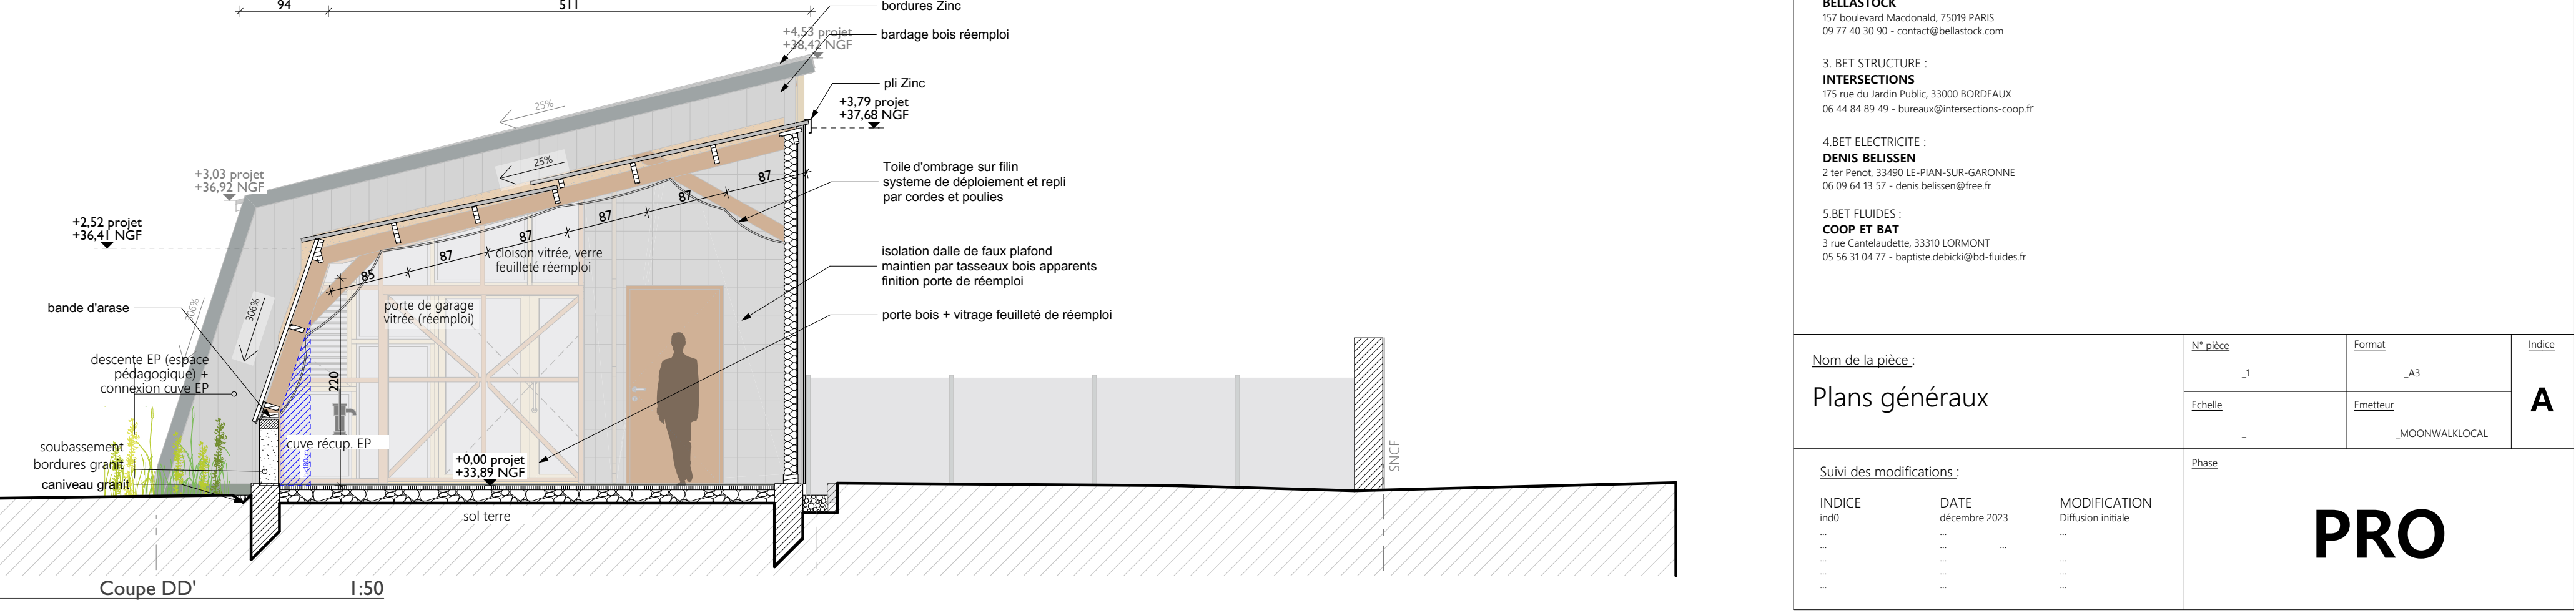 94
511
bordures Zinc
+4,53 projet
+38,42 NGF
bardage bois réemploi
25%
pli Zinc
+3,79 projet
+37,68 NGF
+3,03 projet
+36,92 NGF
25%
Toile d'ombrage sur filin
systeme de déploiement et repli
par cordes et poulies
87
87
87
87
87
85
+2,52 projet
+36,41 NGF
cloison vitrée, verre
feuilleté réemploi
isolation dalle de faux plafond
maintien par tasseaux bois apparents
finition porte de réemploi
306%
306%
bande d'arase
porte de garage
vitrée (réemploi)
porte bois + vitrage feuilleté de réemploi
descente EP (espace
pédagogique) +
connexion cuve EP
220
cuve récup. EP
soubassement
bordures granit
caniveau granit
+0,00 projet
+33,89 NGF
SNCF
sol terre
Coupe DD' 1:50
BELLASTOCK
157 boulevard Macdonald, 75019 PARIS
09 77 40 30 90 - contact@bellastock.com
3. BET STRUCTURE :
INTERSECTIONS
175 rue du Jardin Public, 33000 BORDEAUX
06 44 84 89 49 - bureaux@intersections-coop.fr
4.BET ELECTRICITE :
DENIS BELISSEN
2 ter Penot, 33490 LE-PIAN-SUR-GARONNE
06 09 64 13 57 - denis.belissen@free.fr
5.BET FLUIDES :
COOP ET BAT
3 rue Cantelaudette, 33310 LORMONT
05 56 31 04 77 - baptiste.debicki@bd-fluides.fr
Nom de la pièce :
Plans généraux
N° pièce
_1
Format
_A3
Indice
A
Echelle
_
Emetteur
_MOONWALKLOCAL
Suivi des modifications :
INDICE DATE MODIFICATION
ind0 décembre 2023 Diffusion initiale
... ... ...
... ... ...
... ... ...
... ... ...
... ... ...
Phase
PRO